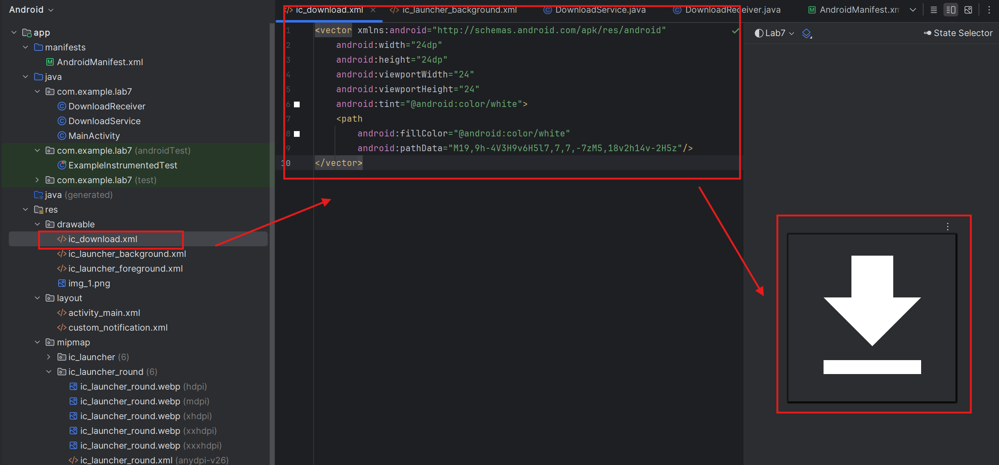 Android
app
manifests
AndroidManifest.xml
java
com.example.lab7
DownloadReceiver
DownloadService
MainActivity
com.example.lab7 (androidTest)
ExampleInstrumentedTest
com.example.lab7 (test)
java (generated)
res
drawable
ic_download.xml
ic_launcher_background.xml
ic_launcher_foreground.xml
img_1.png
layout
activity_main.xml
custom_notification.xml
mipmap
ic_launcher (6)
ic_launcher_round (6)
ic_launcher_round.webp (hdpi)
ic_launcher_round.webp (mdpi)
ic_launcher_round.webp (xhdpi)
ic_launcher_round.webp (xxhdpi)
ic_launcher_round.webp (xxxhdpi)
ic_launcher_round.xml (anydpi-v26)
ic_download.xml ic_launcher_background.xml DownloadService.java DownloadReceiver.java AndroidManifest.xm
1 <vector xmlns:android="http://schemas.android.com/apk/res/android"
2 android:width="24dp"
3 android:height="24dp"
4 android:viewportWidth="24"
5 android:viewportHeight="24"
6 android:tint="@android:color/white">
7 <path
8 android:fillColor="@android:color/white"
9 android:pathData="M19,9h-4V3H9v6H5l7,7,7,-7zM5,18v2h14v-2H5z"/>
10 </vector>
Lab7 State Selector